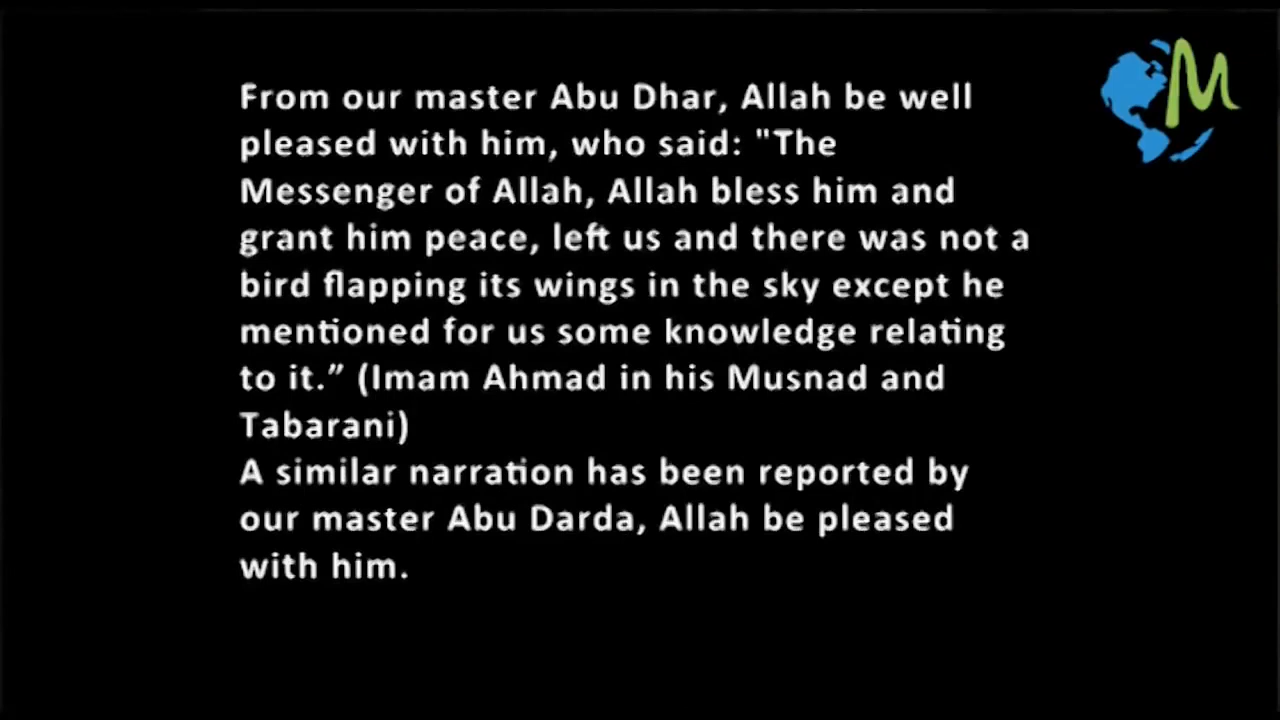 From our master Abu Dhar, Allah be well
pleased with him, who said: "The
Messenger of Allah, Allah bless him and
grant him peace, left us and there was not a
bird flapping its wings in the sky except he
mentioned for us some knowledge relating
to it.” (Imam Ahmad in his Musnad and
Tabarani)
A similar narration has been reported by
our master Abu Darda, Allah be pleased
with him.
M